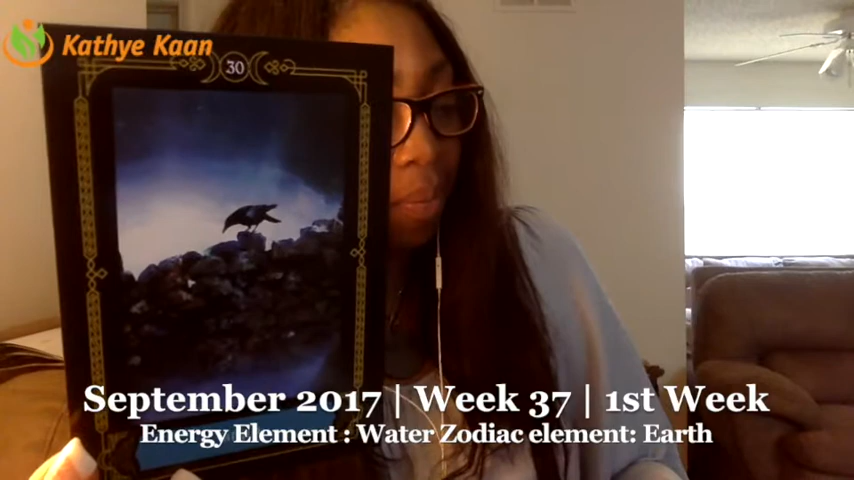 Kathye Kaan
30
September 2017 | Week 37 | 1st Week
Energy Element : Water Zodiac element: Earth